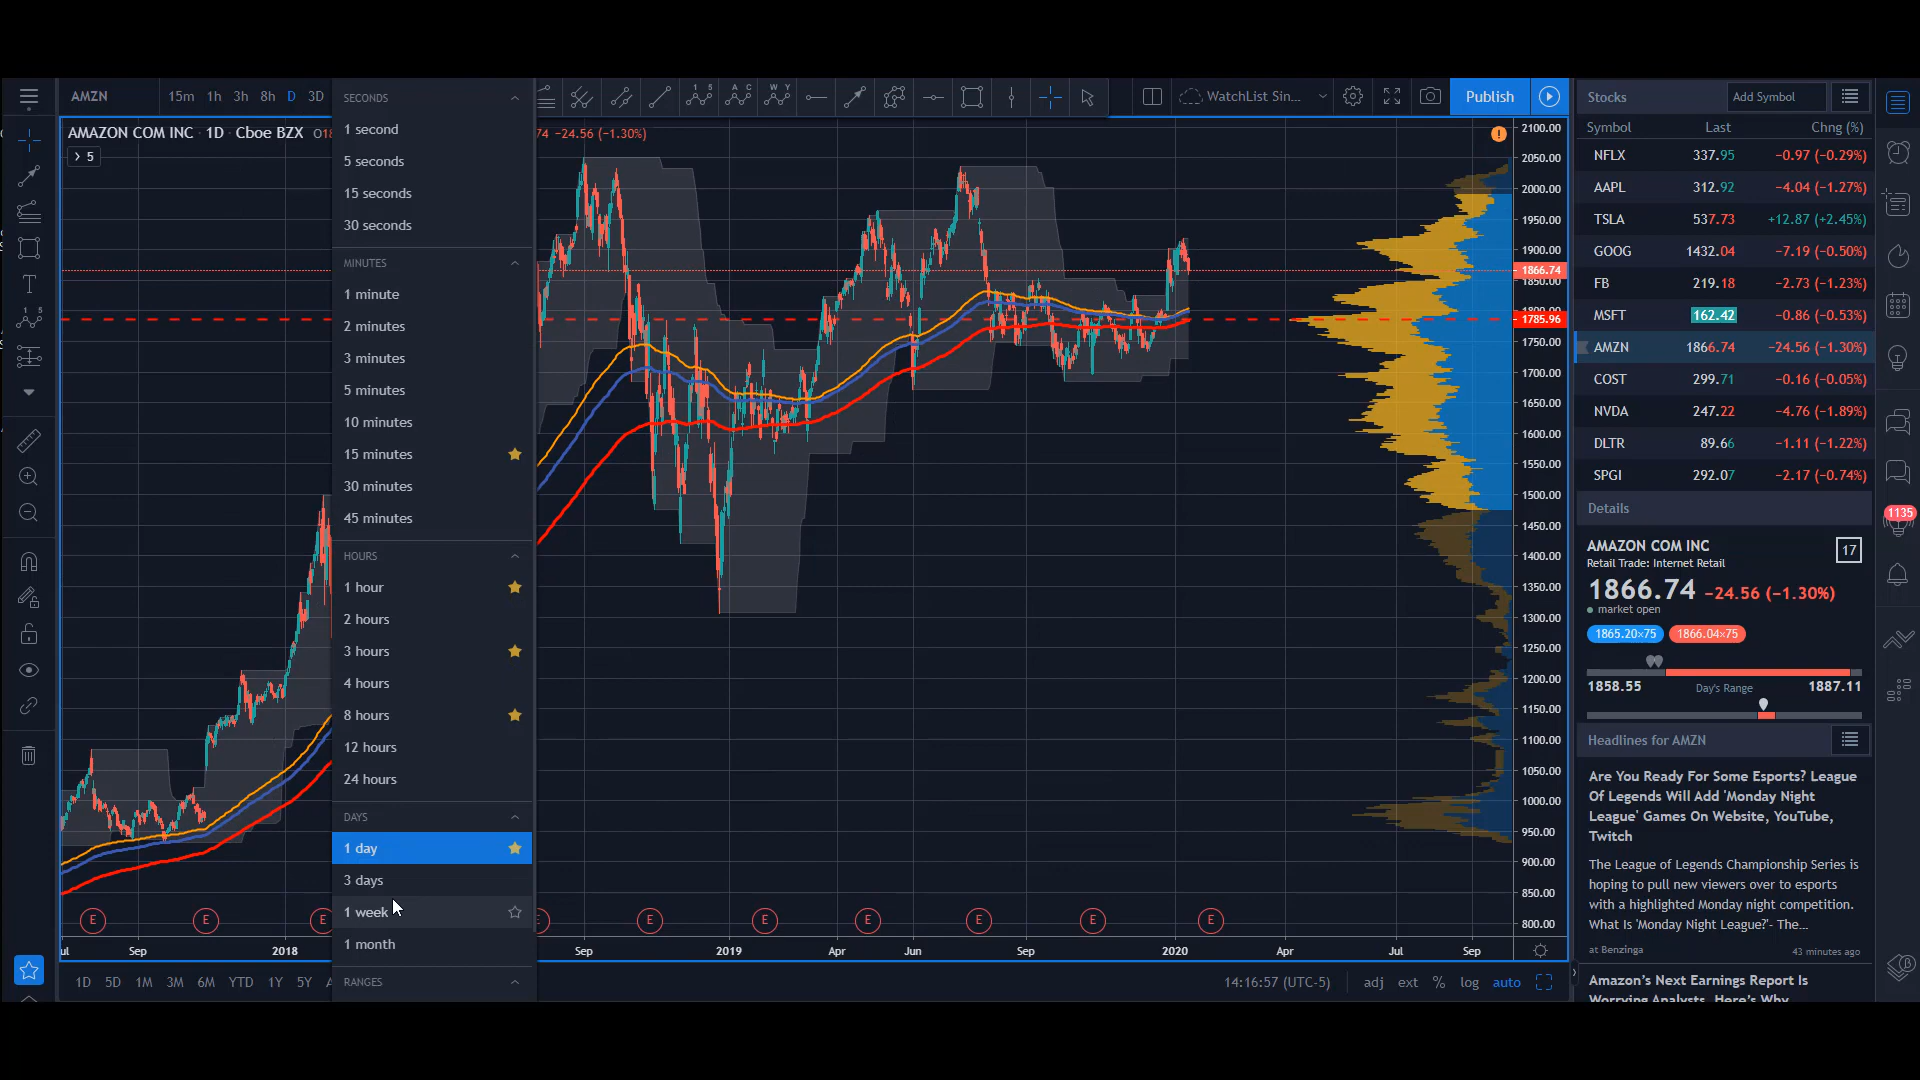 AMZN 15m 1h 3h 8h D 3D
WatchList Sin... Publish
AMAZON COM INC · 1D · Cboe BZX
74 −24.56 (−1.30%)
5
SECONDS
1 second
5 seconds
15 seconds
30 seconds
MINUTES
1 minute
2 minutes
3 minutes
5 minutes
10 minutes
15 minutes
30 minutes
45 minutes
HOURS
1 hour
2 hours
3 hours
4 hours
8 hours
12 hours
24 hours
DAYS
1 day
3 days
1 week
1 month
RANGES
2100.00
2050.00
2000.00
1950.00
1900.00
1866.74
1850.00
1785.96
1750.00
1700.00
1650.00
1600.00
1550.00
1500.00
1450.00
1400.00
1350.00
1300.00
1250.00
1200.00
1150.00
1100.00
1050.00
1000.00
950.00
900.00
850.00
800.00
E E E E E E E E E E
Sep 2018 Sep 2019 Apr Jun Sep 2020 Apr Jul Sep
1D 5D 1M 3M 6M YTD 1Y 5Y
14:16:57 (UTC-5) adj ext % log auto
Stocks Add Symbol
Symbol Last Chng (%)
NFLX 337.95 −0.97 (−0.29%)
AAPL 312.92 −4.04 (−1.27%)
TSLA 537.73 +12.87 (+2.45%)
GOOG 1432.04 −7.19 (−0.50%)
FB 219.18 −2.73 (−1.23%)
MSFT 162.42 −0.86 (−0.53%)
AMZN 1866.74 −24.56 (−1.30%)
COST 299.71 −0.16 (−0.05%)
NVDA 247.22 −4.76 (−1.89%)
DLTR 89.66 −1.11 (−1.22%)
SPGI 292.07 −2.17 (−0.74%)
Details
AMAZON COM INC 17
Retail Trade: Internet Retail
1866.74 −24.56 (−1.30%)
market open
1865.20×75 1866.04×75
1858.55 Day's Range 1887.11
Headlines for AMZN
Are You Ready For Some Esports? League
Of Legends Will Add 'Monday Night
League' Games On Website, YouTube,
Twitch
The League of Legends Championship Series is
hoping to pull new viewers over to esports
with a highlighted Monday night competition.
What Is 'Monday Night League?'- The...
at Benzinga 43 minutes ago
Amazon's Next Earnings Report Is
Worrying Analysts. Here's Why
1135